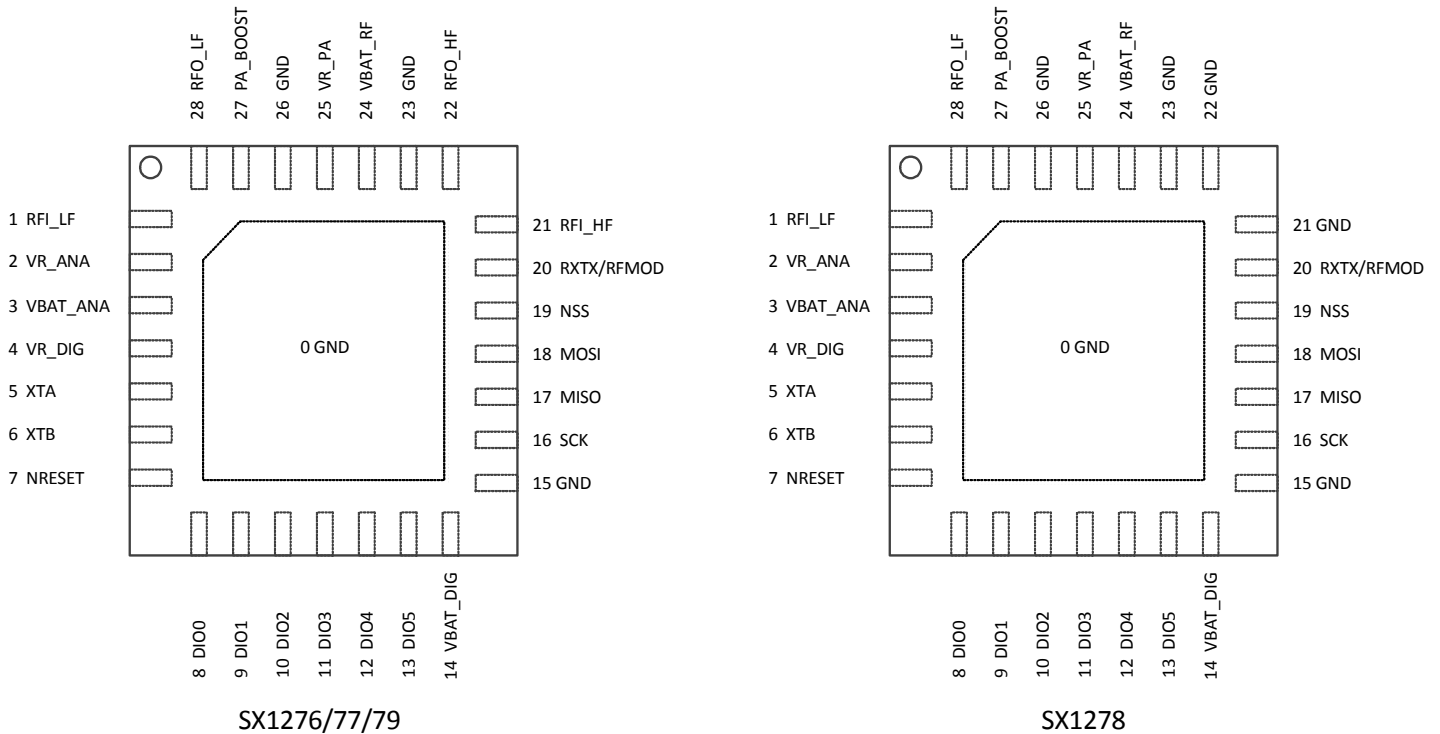 28 RFO_LF
27 PA_BOOST
26 GND
25 VR_PA
24 VBAT_RF
23 GND
22 RFO_HF
1 RFI_LF
2 VR_ANA
3 VBAT_ANA
4 VR_DIG
5 XTA
6 XTB
7 NRESET
0 GND
21 RFI_HF
20 RXTX/RFMOD
19 NSS
18 MOSI
17 MISO
16 SCK
15 GND
8 DIO0
9 DIO1
10 DIO2
11 DIO3
12 DIO4
13 DIO5
14 VBAT_DIG
SX1276/77/79
28 RFO_LF
27 PA_BOOST
26 GND
25 VR_PA
24 VBAT_RF
23 GND
22 GND
1 RFI_LF
2 VR_ANA
3 VBAT_ANA
4 VR_DIG
5 XTA
6 XTB
7 NRESET
0 GND
21 GND
20 RXTX/RFMOD
19 NSS
18 MOSI
17 MISO
16 SCK
15 GND
8 DIO0
9 DIO1
10 DIO2
11 DIO3
12 DIO4
13 DIO5
14 VBAT_DIG
SX1278